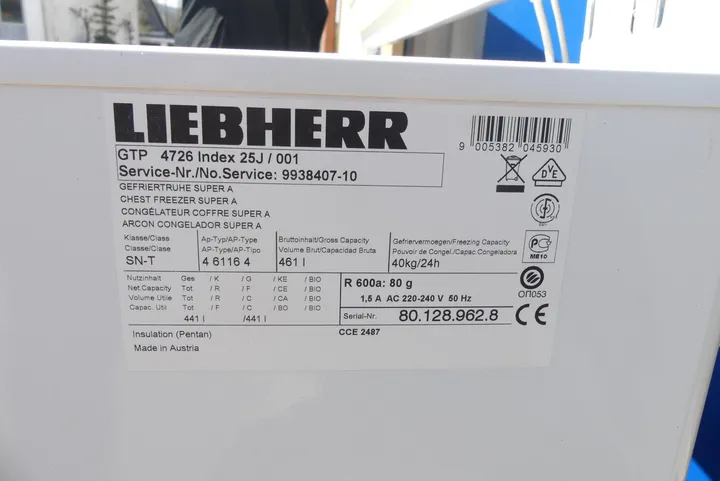 LIEBHERR
9 005382 045930
GTP 4726 Index 25J / 001
Service-Nr./No.Service: 9938407-10
GEFRIERTRUHE SUPER A
CHEST FREEZER SUPER A
CONGÉLATEUR COFFRE SUPER A
ARCON CONGELADOR SUPER A
Klasse/Class Ap-Typ/AP-Type Bruttoinhalt/Gross Capacity Gefriervermoegen/Freezing Capacity
Classe/Clase AP-Type/AP-Tipo Volume Brut/Capacidad Bruta Pouvoir de Congel./Cap.Congeladora
SN-T 4 6116 4 461 l 40kg/24h
Nutzinhalt Ges / K / G / KE / BIO
Net.Capacity Tot / R / F / CE / BIO
Volume Utile Tot / R / C / CA / BIO
Capac. Util Tot / F / C / BO / BIO
441 l /441 l
R 600a: 80 g
1,5 A AC 220-240 V 50 Hz
Serial-Nr. 80.128.962.8
Insulation (Pentan) CCE 2487
Made in Austria
DVE
PC
ME10
ОП053
CE